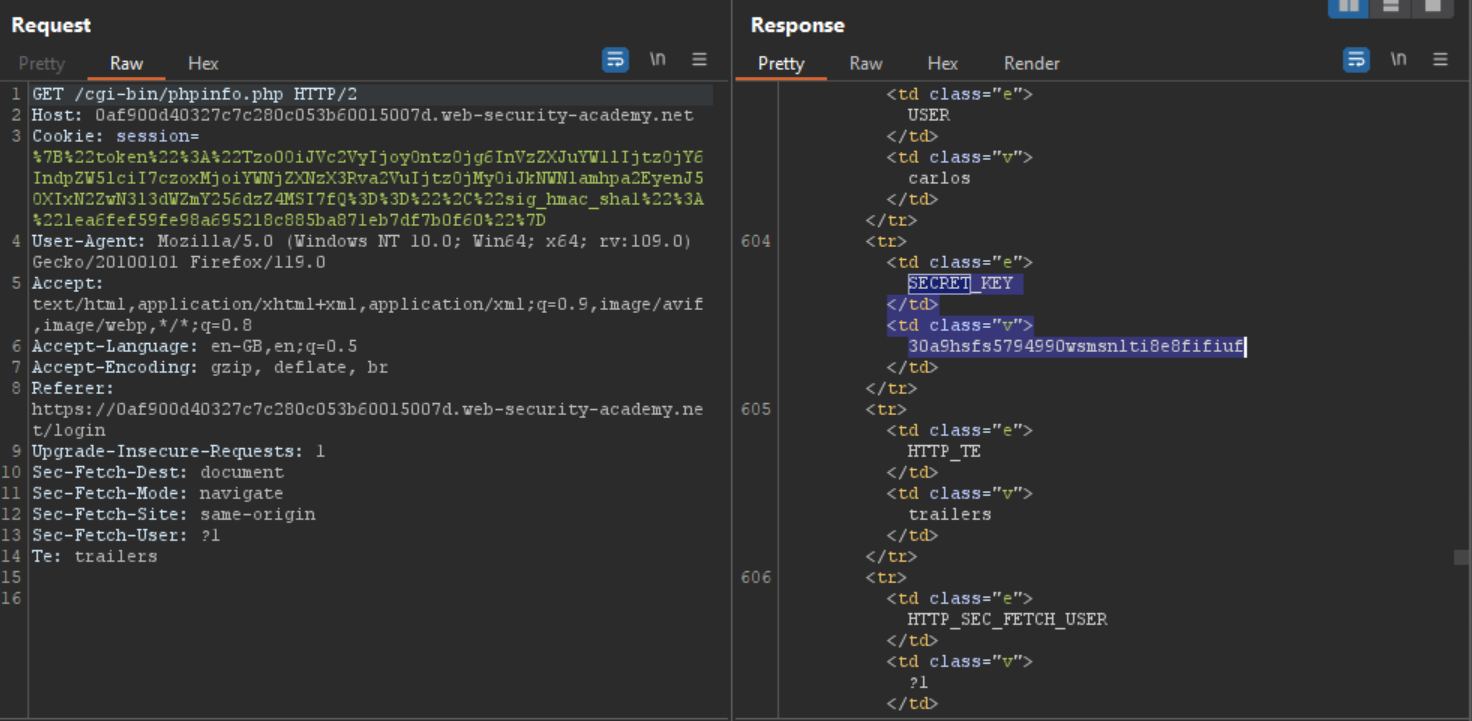 Request
Pretty Raw Hex \n
1 GET /cgi-bin/phpinfo.php HTTP/2
2 Host: 0af900d40327c7c280c053b60015007d.web-security-academy.net
3 Cookie: session=
%7B%22token%22%3A%22Tzo0OiJVc2VyIjoyOntzOjg6InVzZXJuYW1lIjtzOjY6
IndpZW5lciI7czoxMjoiYWNjZXNzX3Rva2VuIjtzOjMyOiJkNWN1amhpa2EyenJ5
OXIxN2ZwN3l3dWZmY256dzZ4MSI7fQ%3D%3D%22%2C%22sig_hmac_sha1%22%3A
%221ea6fef59fe98a695218c885ba871eb7df7b0f60%22%7D
4 User-Agent: Mozilla/5.0 (Windows NT 10.0; Win64; x64; rv:109.0)
Gecko/20100101 Firefox/119.0
5 Accept:
text/html,application/xhtml+xml,application/xml;q=0.9,image/avif
,image/webp,*/*;q=0.8
6 Accept-Language: en-GB,en;q=0.5
7 Accept-Encoding: gzip, deflate, br
8 Referer:
https://0af900d40327c7c280c053b60015007d.web-security-academy.ne
t/login
9 Upgrade-Insecure-Requests: 1
10 Sec-Fetch-Dest: document
11 Sec-Fetch-Mode: navigate
12 Sec-Fetch-Site: same-origin
13 Sec-Fetch-User: ?1
14 Te: trailers
15
16
Response
Pretty Raw Hex Render \n
<td class="e">
USER
</td>
<td class="v">
carlos
</td>
</tr>
604 <tr>
<td class="e">
SECRET_KEY
</td>
<td class="v">
30a9hsfs5794990wsmsnlti8e8fifiuf
</td>
</tr>
605 <tr>
<td class="e">
HTTP_TE
</td>
<td class="v">
trailers
</td>
</tr>
606 <tr>
<td class="e">
HTTP_SEC_FETCH_USER
</td>
<td class="v">
?1
</td>